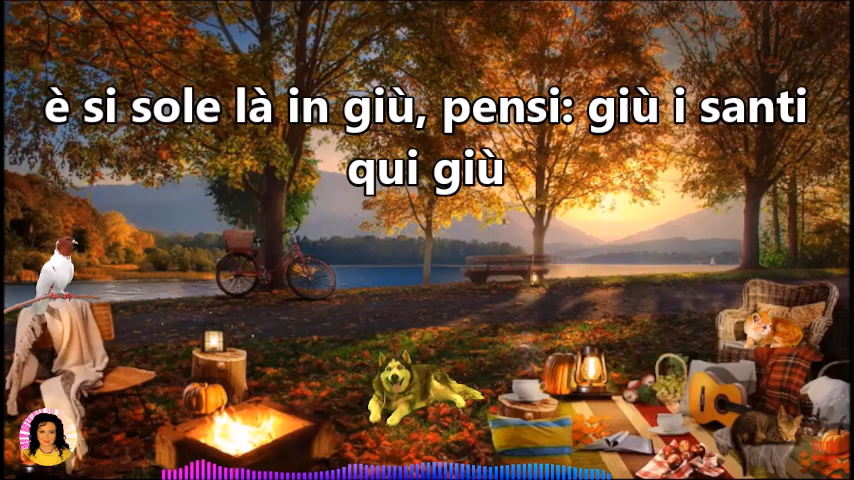 è si sole là in giù, pensi: giù i santi
qui giù